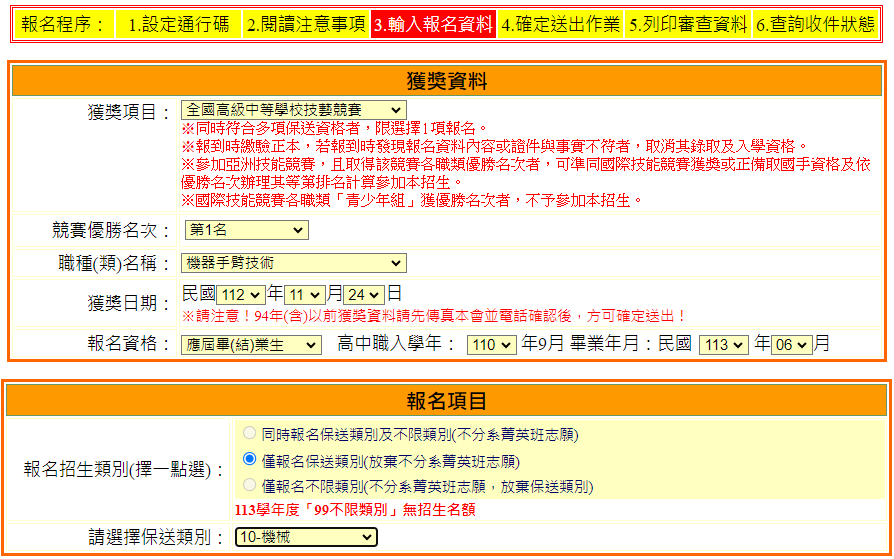 報名程序： 1.設定通行碼 2.閱讀注意事項 3.輸入報名資料 4.確定送出作業 5.列印審查資料 6.查詢收件狀態
獲獎資料
獲獎項目： 全國高級中等學校技藝競賽
※同時符合多項保送資格者，限選擇1項報名。
※報到時繳驗正本，若報到時發現報名資料內容或證件與事實不符者，取消其錄取及入學資格。
※參加亞洲技能競賽，且取得該競賽各職類優勝名次者，可準同國際技能競賽獲獎或正備取國手資格及依
優勝名次辦理其等第排名計算參加本招生。
※國際技能競賽各職類「青少年組」獲優勝名次者，不予參加本招生。
競賽優勝名次： 第1名
職種(類)名稱： 機器手臂技術
獲獎日期： 民國 112 年 11 月 24 日
※請注意！94年(含)以前獲獎資料請先傳真本會並電話確認後，方可確定送出！
報名資格： 應屆畢(結)業生 高中職入學年： 110 年9月 畢業年月：民國 113 年 06 月
報名項目
報名招生類別(擇一點選)：
同時報名保送類別及不限類別(不分系菁英班志願)
僅報名保送類別(放棄不分系菁英班志願)
僅報名不限類別(不分系菁英班志願，放棄保送類別)
113學年度「99不限類別」無招生名額
請選擇保送類別： 10-機械